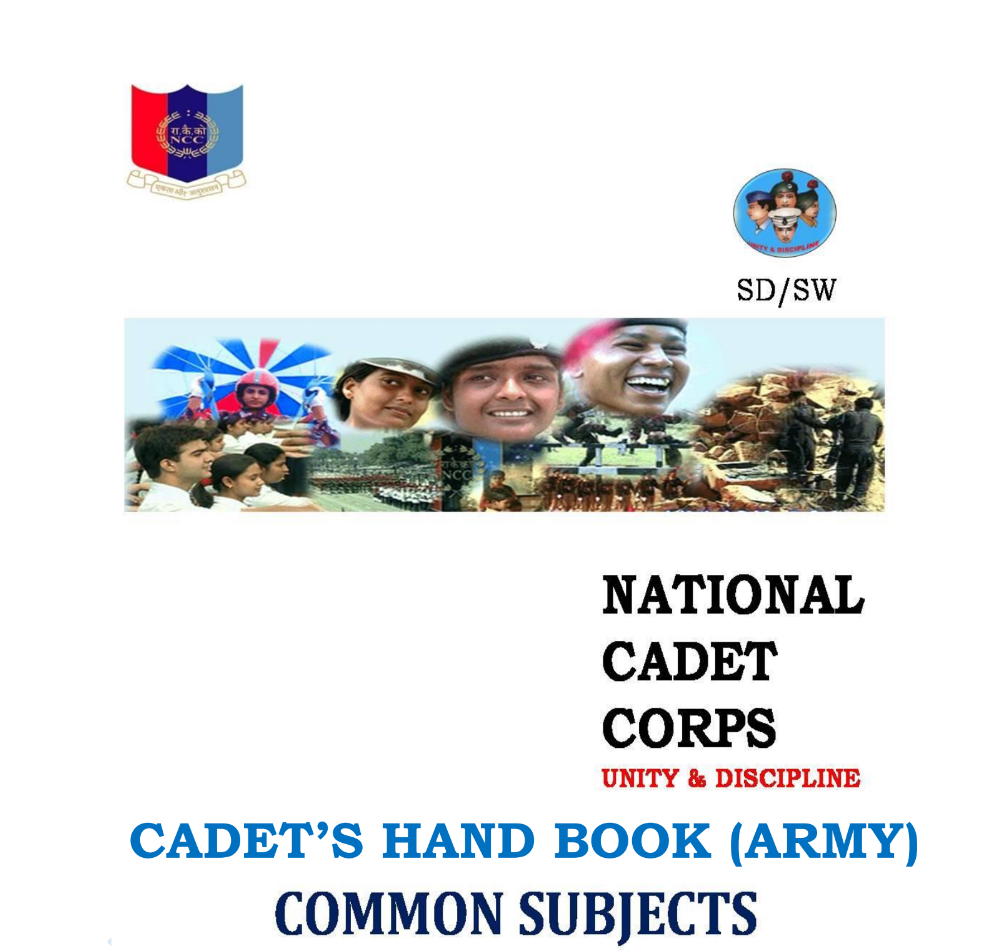 रा.कै.को
NCC
एकता और अनुशासन
UNITY & DISCIPLINE
SD/SW
रा.कै.को
NCC
NATIONAL
CADET
CORPS
UNITY & DISCIPLINE
CADET’S HAND BOOK (ARMY)
COMMON SUBJECTS